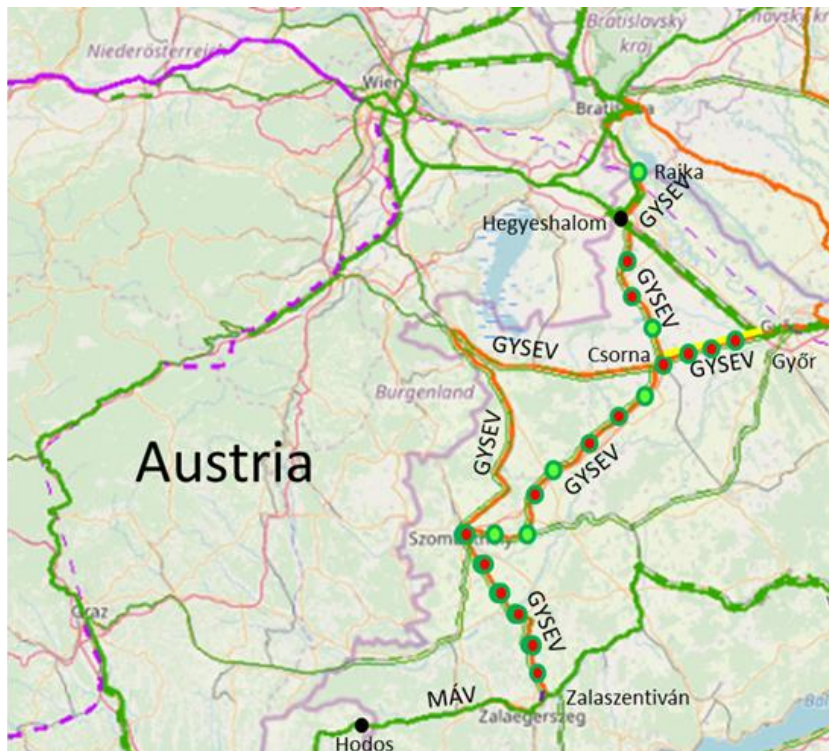 Bratislavský
kraj
Trnavský
Niederösterreich
Wien
Bratislava
Rajka
GYSEV
Hegyeshalom
GYSEV
GYSEV
Csorna
GYSEV
Győr
Burgenland
GYSEV
GYSEV
Austria
Szombathely
GYSEV
Graz
MÁV
Zalaszentiván
Zalaegerszeg
Hodos